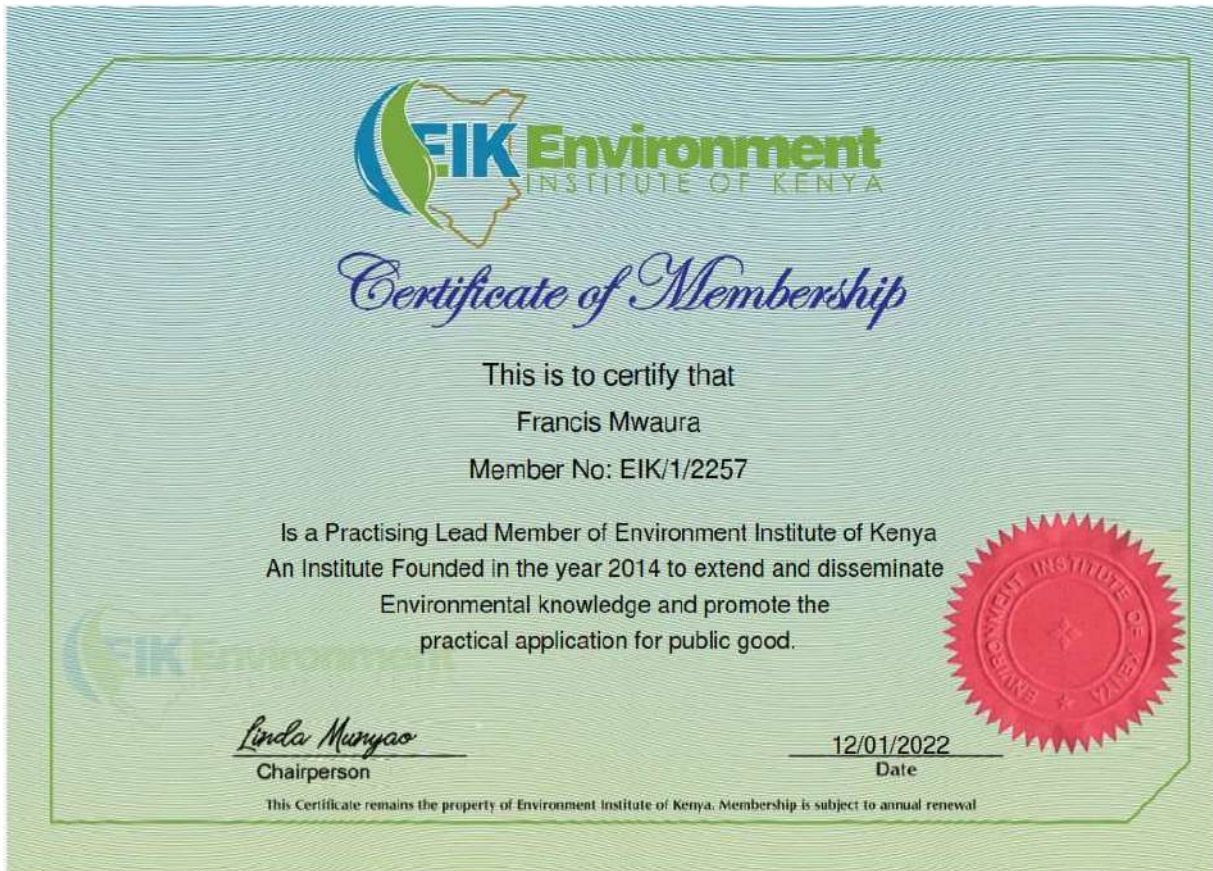 EIK Environment
INSTITUTE OF KENYA
Certificate of Membership
This is to certify that
Francis Mwaura
Member No: EIK/1/2257
Is a Practising Lead Member of Environment Institute of Kenya
An Institute Founded in the year 2014 to extend and disseminate
Environmental knowledge and promote the
practical application for public good.
ENVIRONMENT INSTITUTE OF KENYA
EIK Environment
Linda Munyao
12/01/2022
Chairperson
Date
This Certificate remains the property of Environment Institute of Kenya. Membership is subject to annual renewal